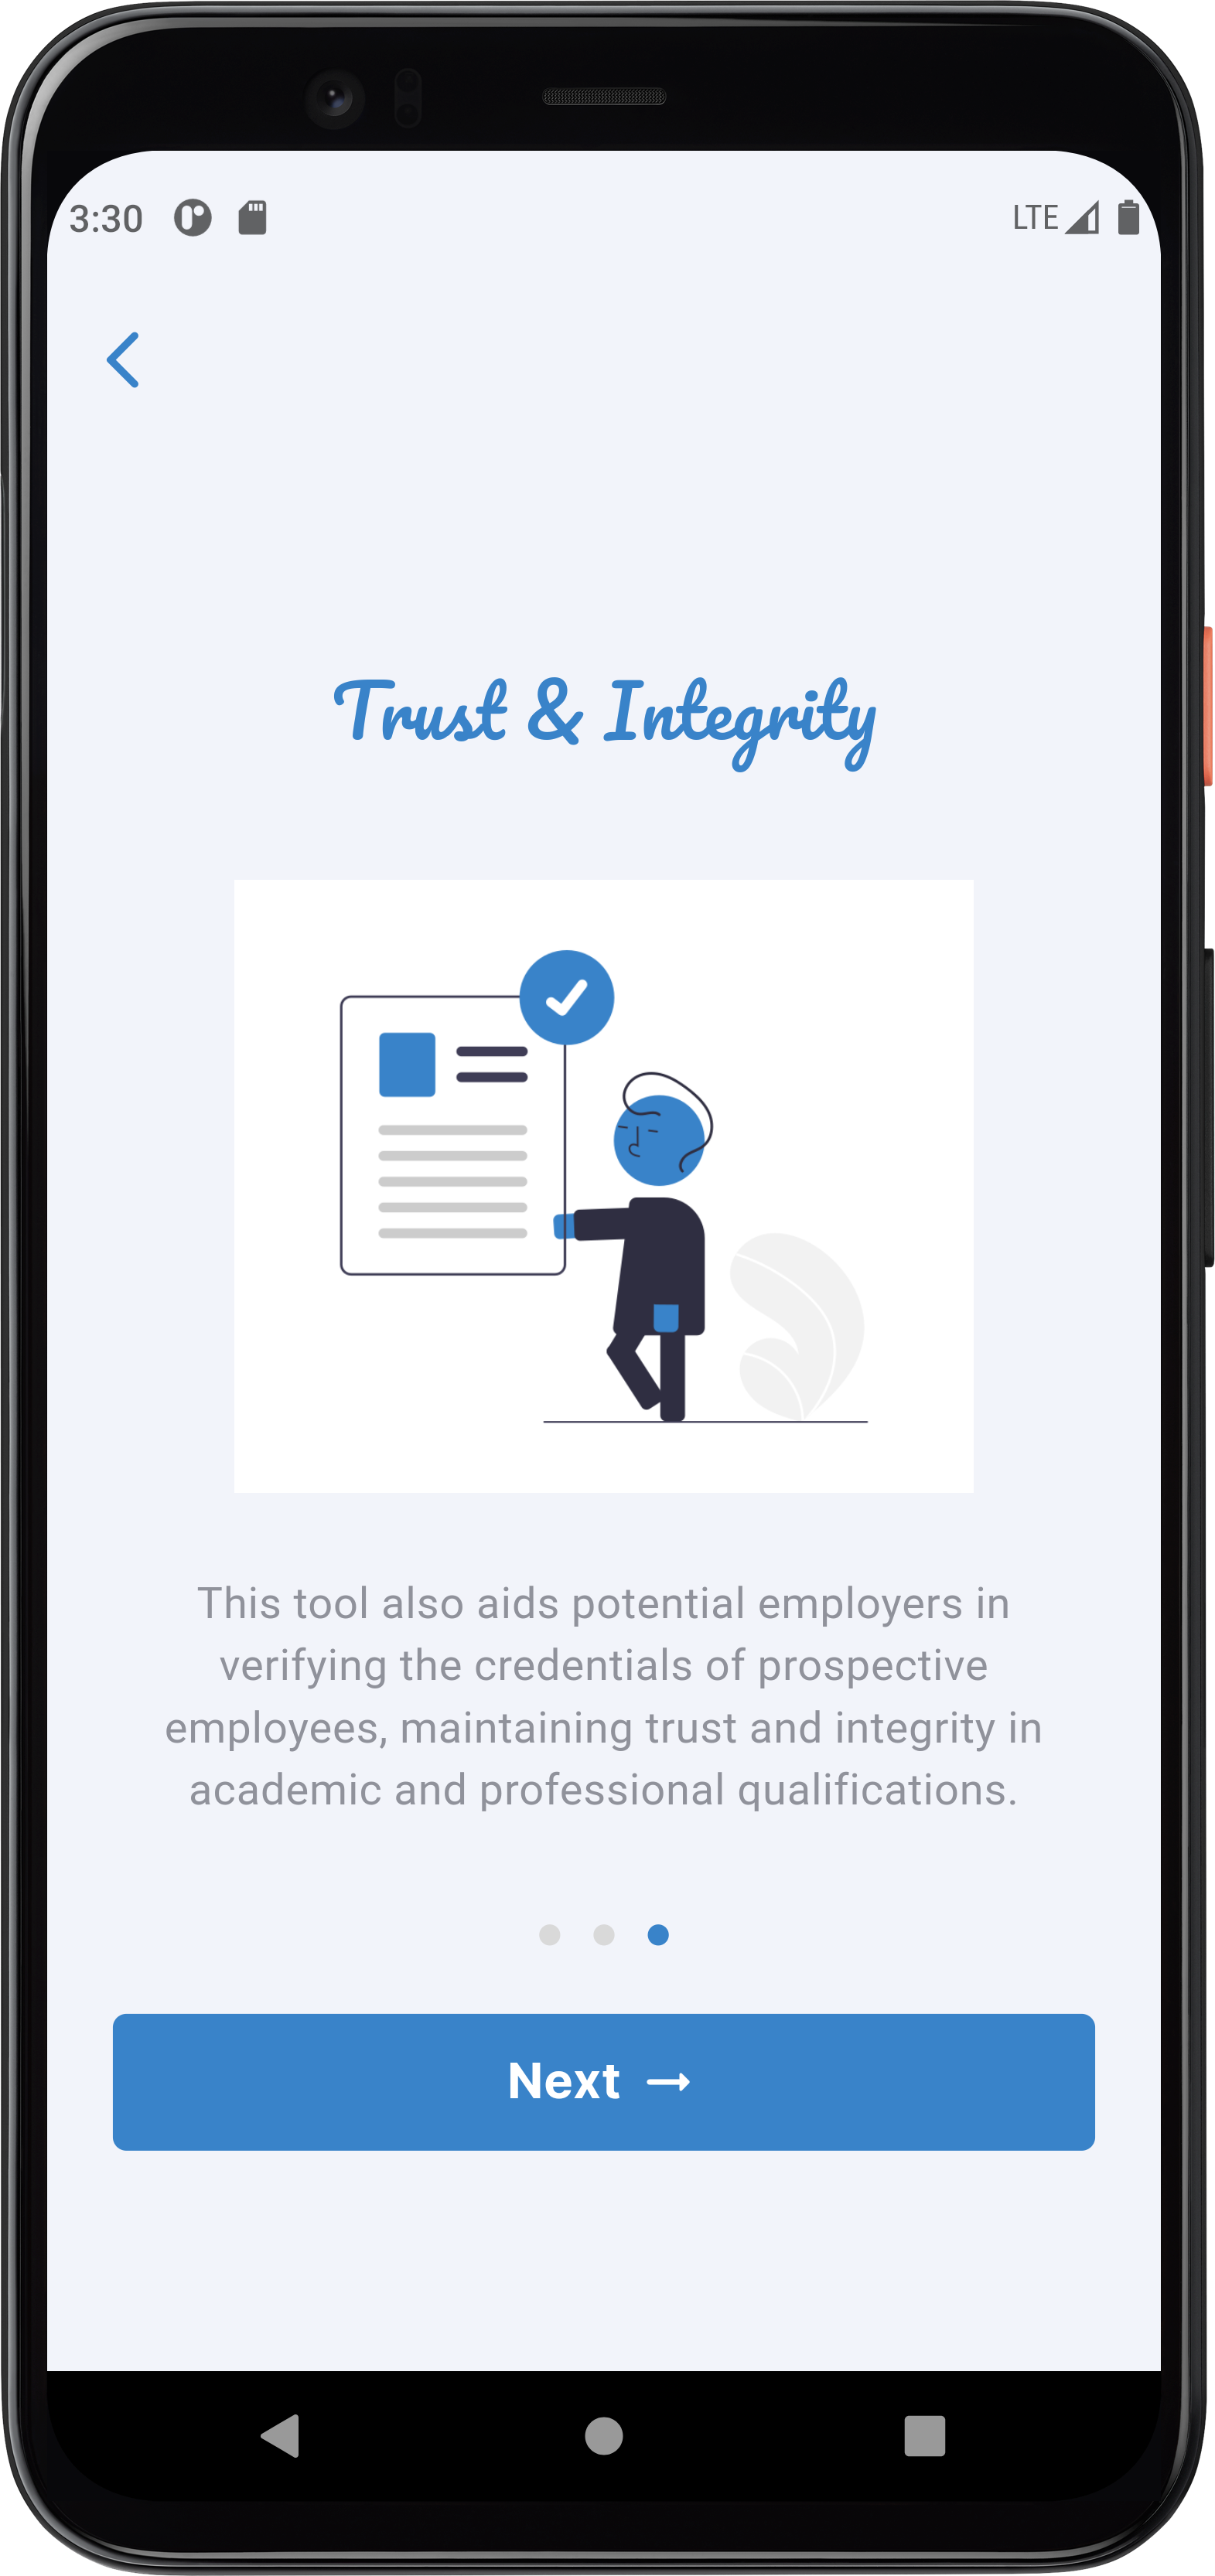 3:30
LTE
Trust & Integrity
This tool also aids potential employers in
verifying the credentials of prospective
employees, maintaining trust and integrity in
academic and professional qualifications.
Next